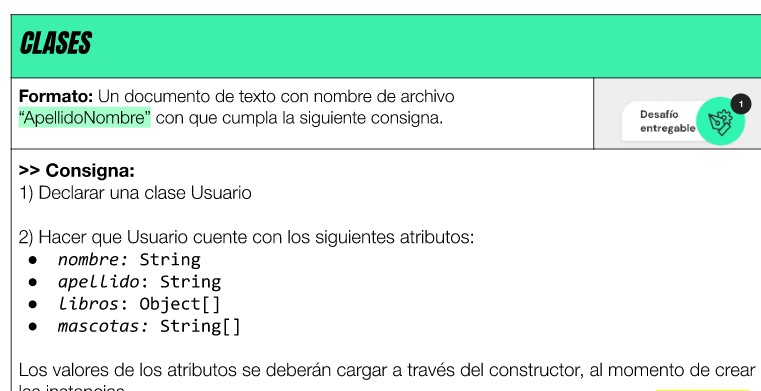 CLASES
Formato: Un documento de texto con nombre de archivo
“ApellidoNombre” con que cumpla la siguiente consigna.
Desafío
entregable
1
>> Consigna:
1) Declarar una clase Usuario
2) Hacer que Usuario cuente con los siguientes atributos:
● nombre: String
● apellido: String
● libros: Object[]
● mascotas: String[]
Los valores de los atributos se deberán cargar a través del constructor, al momento de crear
las instancias